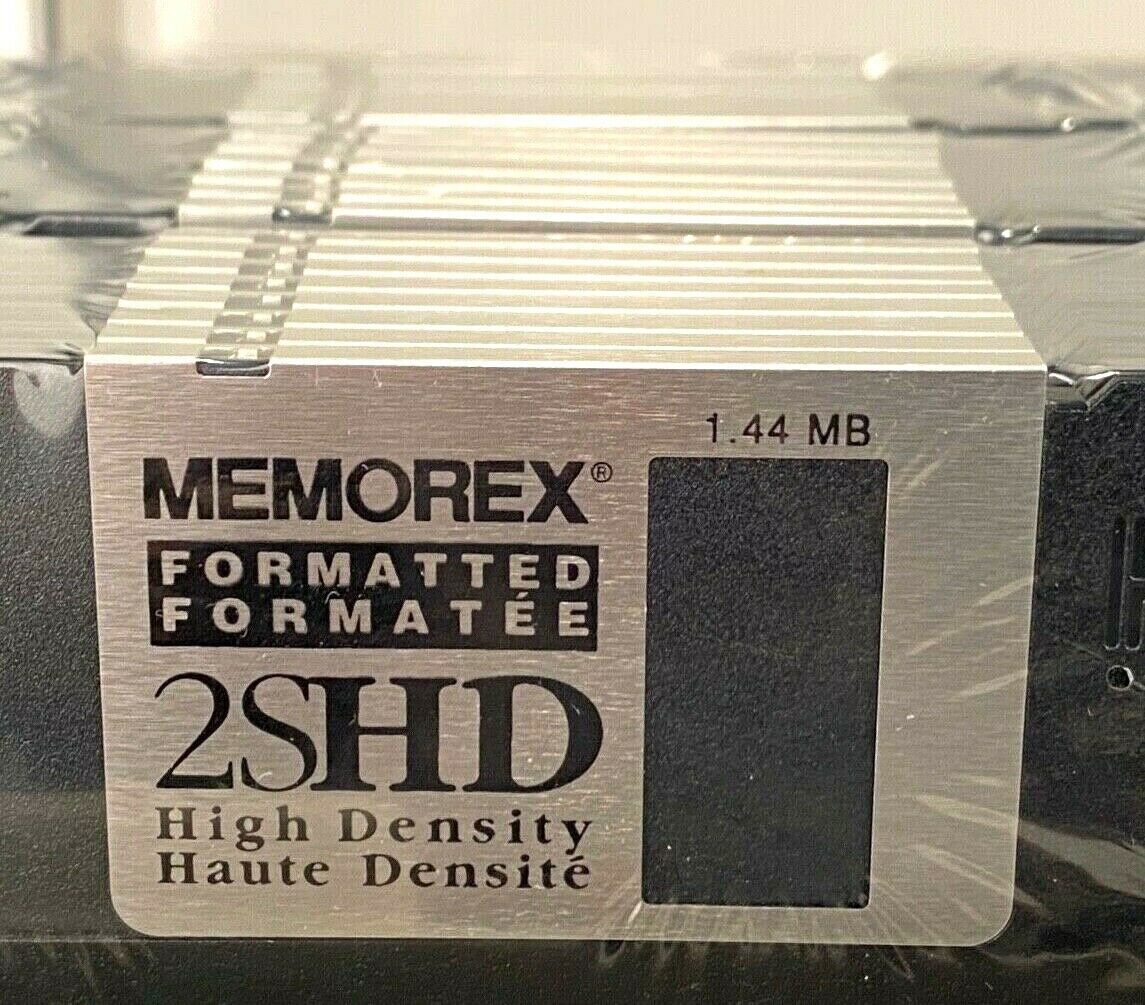 1.44 MB
MEMOREX®
FORMATTED
FORMATÉE
2SHD
High Density
Haute Densité